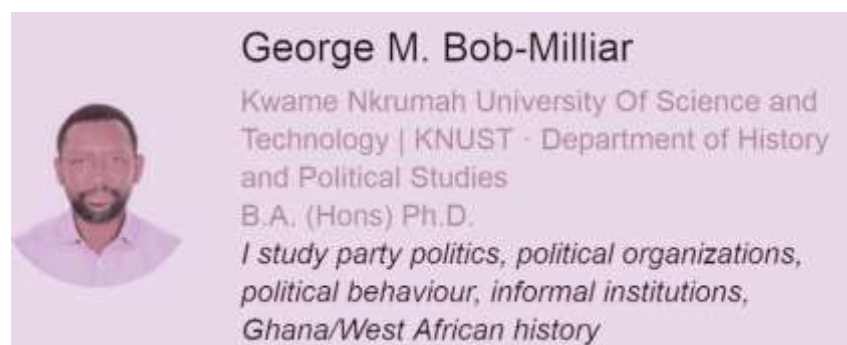 George M. Bob-Milliar
Kwame Nkrumah University Of Science and
Technology | KNUST · Department of History
and Political Studies
B.A. (Hons) Ph.D.
I study party politics, political organizations,
political behaviour, informal institutions,
Ghana/West African history